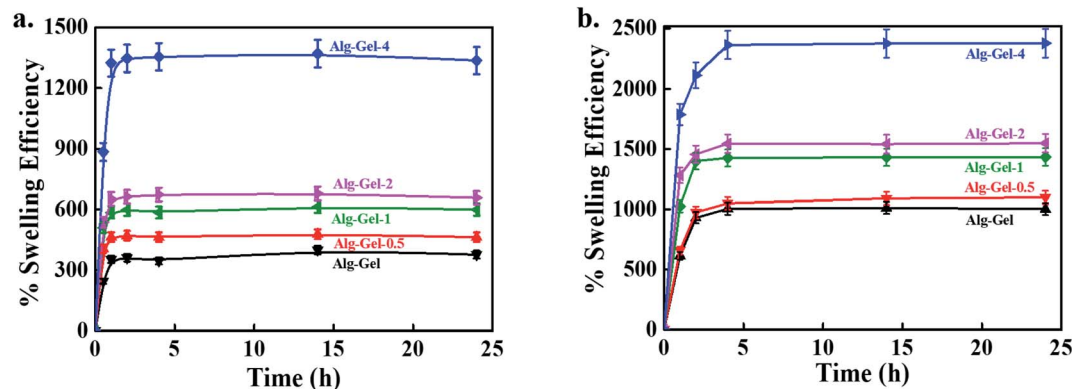 a.
% Swelling Efficiency
1500
1200
900
600
300
0
Alg-Gel-4
Alg-Gel-2
Alg-Gel-1
Alg-Gel-0.5
Alg-Gel
0 5 10 15 20 25
Time (h)
b.
% Swelling Efficiency
2500
2000
1500
1000
500
0
Alg-Gel-4
Alg-Gel-2
Alg-Gel-1
Alg-Gel-0.5
Alg-Gel
0 5 10 15 20 25
Time (h)